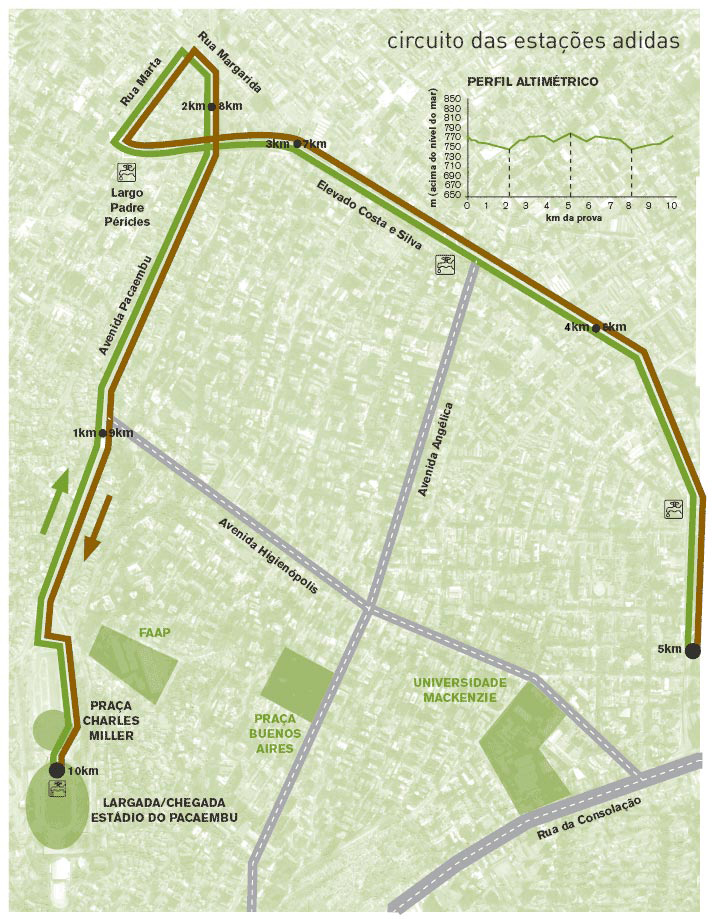 circuito das estações adidas
PERFIL ALTIMÉTRICO
m (acima do nível do mar)
850
830
810
790
770
750
730
710
690
670
650
0 1 2 3 4 5 6 7 8 9 10
km da prova
Rua Marta
Rua Margarida
2km 8km
3km 7km
Largo
Padre
Péricles
Elevado Costa e Silva
Avenida Pacaembu
4km 6km
1km 9km
Avenida Angélica
Avenida Higienópolis
FAAP
5km
UNIVERSIDADE
MACKENZIE
PRAÇA
CHARLES
MILLER
PRAÇA
BUENOS
AIRES
10km
LARGADA/CHEGADA
ESTÁDIO DO PACAEMBU
Rua da Consolação